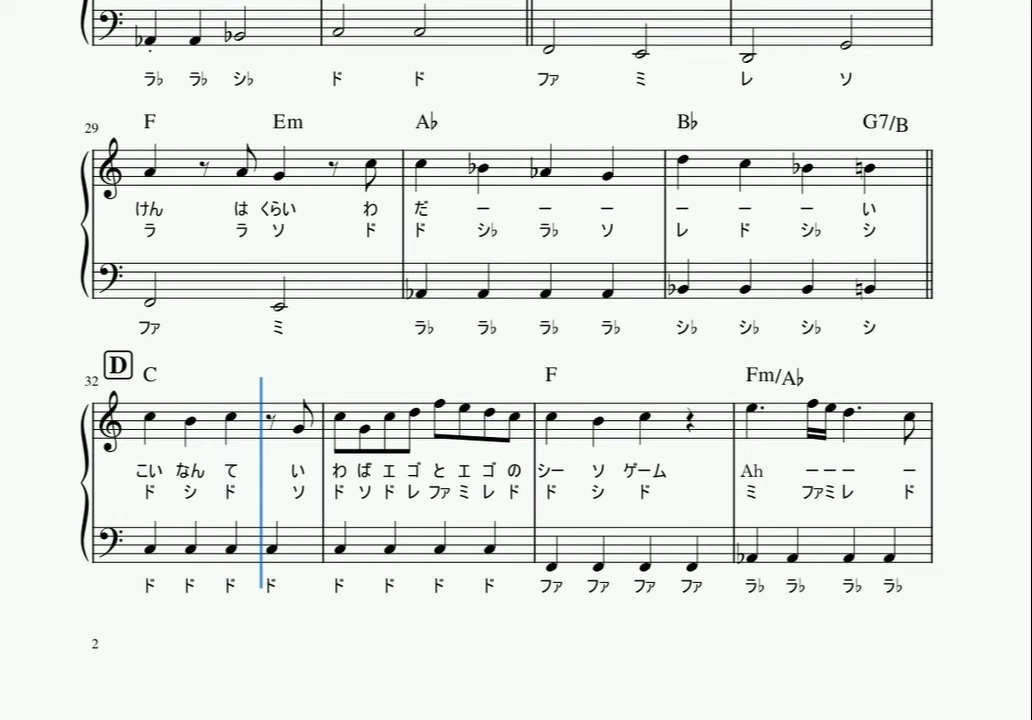 ラ♭ ラ♭ シ♭ ド ド ファ ミ レ ソ
F Em A♭ B♭ G7/B
29
けん は くらい わ だ ー ー ー ー ー ー い
ラ ラ ソ ド ド シ♭ ラ♭ ソ レ ド シ♭ シ
ファ ミ ラ♭ ラ♭ ラ♭ ラ♭ シ♭ シ♭ シ♭ シ
D C F Fm/A♭
32
こい なん て い わ ば エ ゴ と エ ゴ の シー ソ ゲーム Ah ー ー ー ー
ド シ ド ソ ド ソ ド レ ファ ミ レ ド ド シ ド ミ ファ ミ レ ド
ド ド ド ド ド ド ド ド ファ ファ ファ ファ ラ♭ ラ♭ ラ♭ ラ♭
2